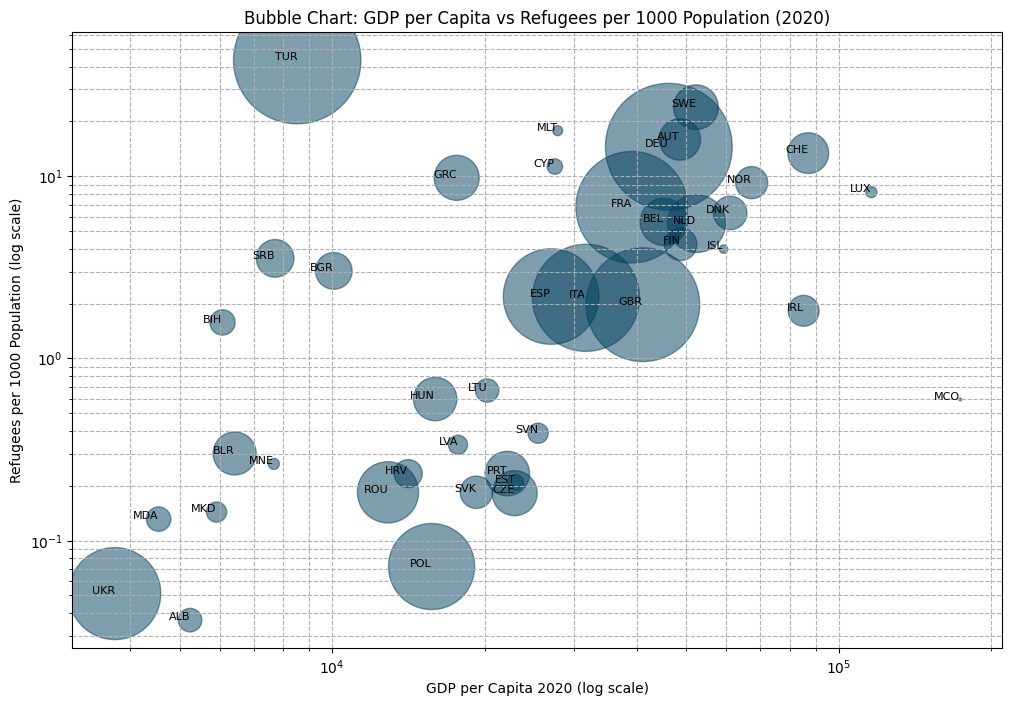 Bubble Chart: GDP per Capita vs Refugees per 1000 Population (2020)
Refugees per 1000 Population (log scale)
10¹
10⁰
10⁻¹
TUR
SWE
MLT
AUT
DEU
CHE
CYP
GRC
NOR
LUX
FRA
DNK
BEL
NLD
FIN
ISL
SRB
BGR
ESP
ITA
GBR
IRL
BIH
LTU
HUN
MCO
SVN
LVA
BLR
MNE
HRV
PRT
EST
ROU
SVK
CZE
MKD
MDA
POL
UKR
ALB
10⁴
10⁵
GDP per Capita 2020 (log scale)